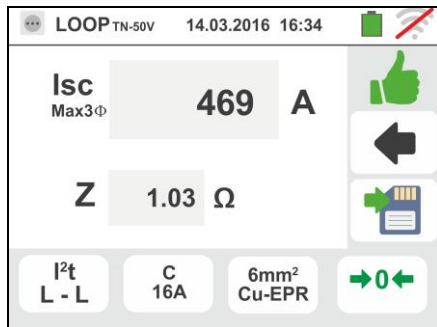 LOOP TN-50V 14.03.2016 16:34
Isc 469 A
Max3Φ
Z 1.03 Ω
I²t C 6mm² →0←
L - L 16A Cu-EPR